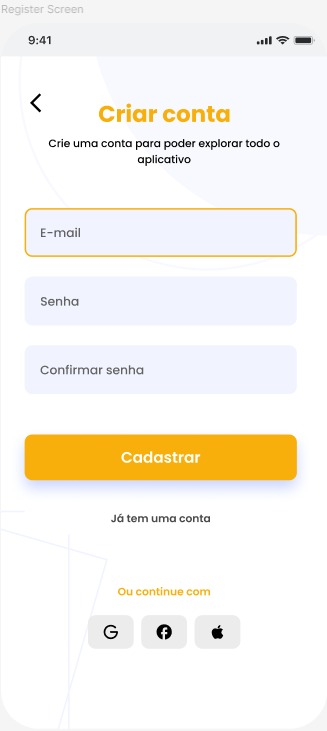 Register Screen
9:41
Criar conta
Crie uma conta para poder explorar todo o
aplicativo
E-mail
Senha
Confirmar senha
Cadastrar
Já tem uma conta
Ou continue com